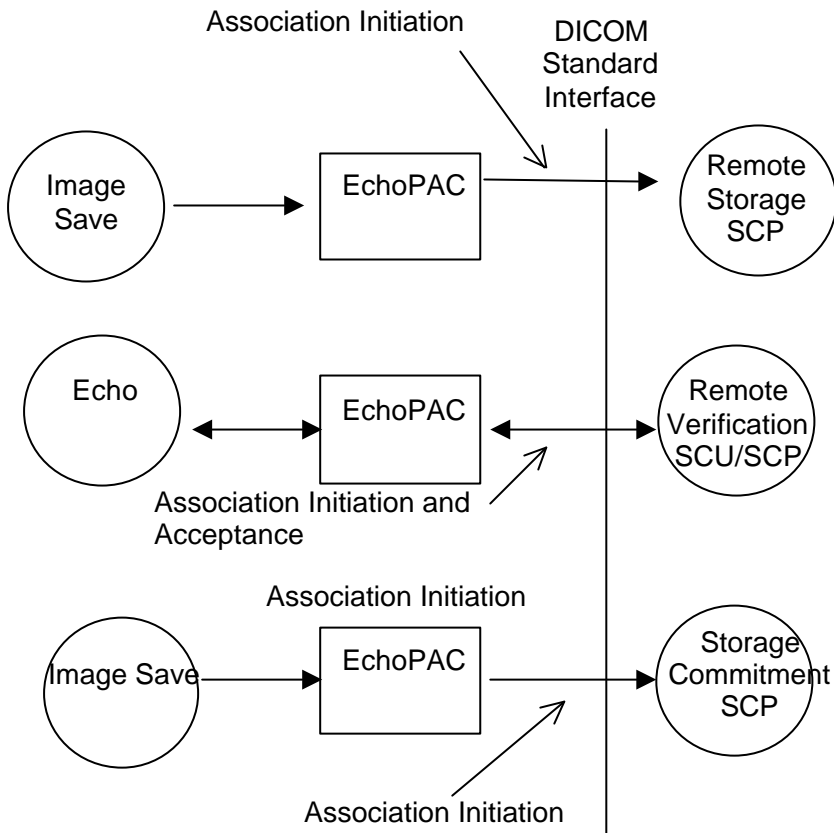 Association Initiation
DICOM
Standard
Interface
Image
Save
EchoPAC
Remote
Storage
SCP
Echo
EchoPAC
Remote
Verification
SCU/SCP
Association Initiation and
Acceptance
Association Initiation
Image Save
EchoPAC
Storage
Commitment
SCP
Association Initiation